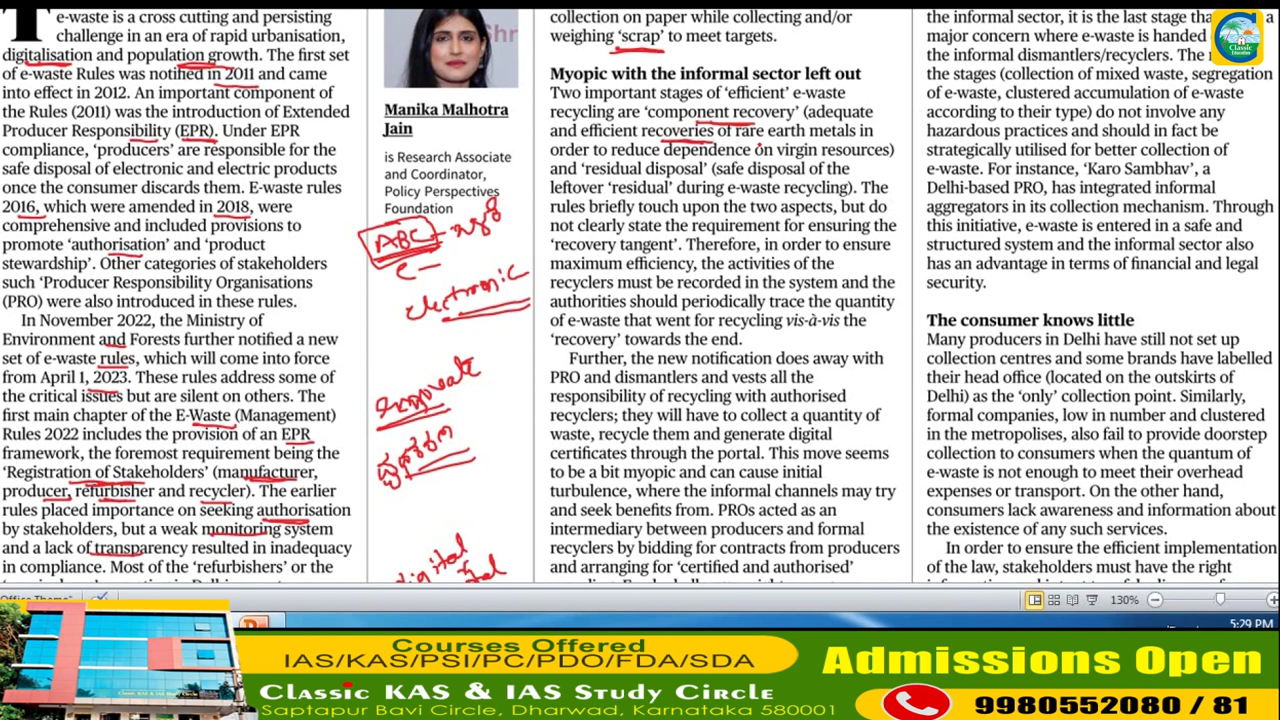 T
e-waste is a cross cutting and persisting
challenge in an era of rapid urbanisation,
digitalisation and population growth. The first set
of e-waste Rules was notified in 2011 and came
into effect in 2012. An important component of
the Rules (2011) was the introduction of Extended
Producer Responsibility (EPR). Under EPR
compliance, ‘producers’ are responsible for the
safe disposal of electronic and electric products
once the consumer discards them. E-waste rules
2016, which were amended in 2018, were
comprehensive and included provisions to
promote ‘authorisation’ and ‘product
stewardship’. Other categories of stakeholders
such ‘Producer Responsibility Organisations
(PRO) were also introduced in these rules.
In November 2022, the Ministry of
Environment and Forests further notified a new
set of e-waste rules, which will come into force
from April 1, 2023. These rules address some of
the critical issues but are silent on others. The
first main chapter of the E-Waste (Management)
Rules 2022 includes the provision of an EPR
framework, the foremost requirement being the
‘Registration of Stakeholders’ (manufacturer,
producer, refurbisher and recycler). The earlier
rules placed importance on seeking authorisation
by stakeholders, but a weak monitoring system
and a lack of transparency resulted in inadequacy
in compliance. Most of the ‘refurbishers’ or the
Manika Malhotra
Jain
is Research Associate
and Coordinator,
Policy Perspectives
Foundation
ABC
e –
electronic
digital
collection on paper while collecting and/or
weighing ‘scrap’ to meet targets.
Myopic with the informal sector left out
Two important stages of ‘efficient’ e-waste
recycling are ‘component recovery’ (adequate
and efficient recoveries of rare earth metals in
order to reduce dependence on virgin resources)
and ‘residual disposal’ (safe disposal of the
leftover ‘residual’ during e-waste recycling). The
rules briefly touch upon the two aspects, but do
not clearly state the requirement for ensuring the
‘recovery tangent’. Therefore, in order to ensure
maximum efficiency, the activities of the
recyclers must be recorded in the system and the
authorities should periodically trace the quantity
of e-waste that went for recycling vis-à-vis the
‘recovery’ towards the end.
Further, the new notification does away with
PRO and dismantlers and vests all the
responsibility of recycling with authorised
recyclers; they will have to collect a quantity of
waste, recycle them and generate digital
certificates through the portal. This move seems
to be a bit myopic and can cause initial
turbulence, where the informal channels may try
and seek benefits from. PROs acted as an
intermediary between producers and formal
recyclers by bidding for contracts from producers
and arranging for ‘certified and authorised’
the informal sector, it is the last stage a
major concern where e-waste is handed
the informal dismantlers/recyclers. The
the stages (collection of mixed waste, segregation
of e-waste, clustered accumulation of e-waste
according to their type) do not involve any
hazardous practices and should in fact be
strategically utilised for better collection of
e-waste. For instance, ‘Karo Sambhav’, a
Delhi-based PRO, has integrated informal
aggregators in its collection mechanism. Through
this initiative, e-waste is entered in a safe and
structured system and the informal sector also
has an advantage in terms of financial and legal
security.
The consumer knows little
Many producers in Delhi have still not set up
collection centres and some brands have labelled
their head office (located on the outskirts of
Delhi) as the ‘only’ collection point. Similarly,
formal companies, low in number and clustered
in the metropolises, also fail to provide doorstep
collection to consumers when the quantum of
e-waste is not enough to meet their overhead
expenses or transport. On the other hand,
consumers lack awareness and information about
the existence of any such services.
In order to ensure the efficient implementation
of the law, stakeholders must have the right
Classic
Education
130%
5:29 PM
Courses Offered
IAS/KAS/PSI/PC/PDO/FDA/SDA
Classic KAS & IAS Study Circle
Saptapur Bavi Circle, Dharwad, Karnataka 580001
Admissions Open
9980552080 / 81